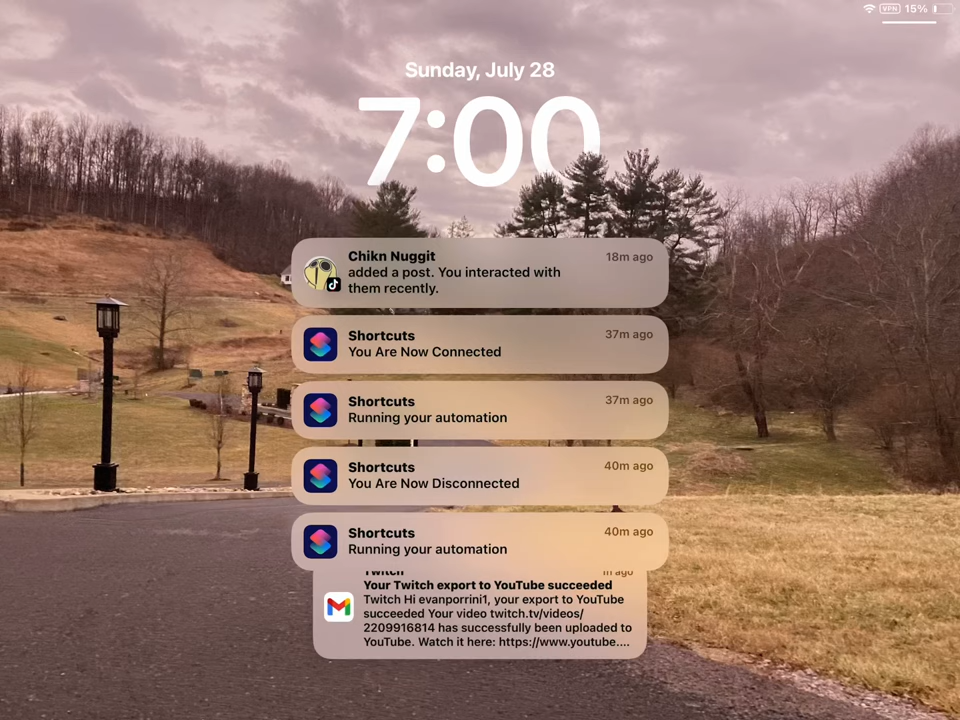 VPN 15%
Sunday, July 28
7:00
Chikn Nuggit 18m ago
added a post. You interacted with
them recently.
Shortcuts 37m ago
You Are Now Connected
Shortcuts 37m ago
Running your automation
Shortcuts 40m ago
You Are Now Disconnected
Shortcuts 40m ago
Running your automation
Twitch m ago
Your Twitch export to YouTube succeeded
Twitch Hi evanporrini1, your export to YouTube
succeeded Your video twitch.tv/videos/
2209916814 has successfully been uploaded to
YouTube. Watch it here: https://www.youtube....